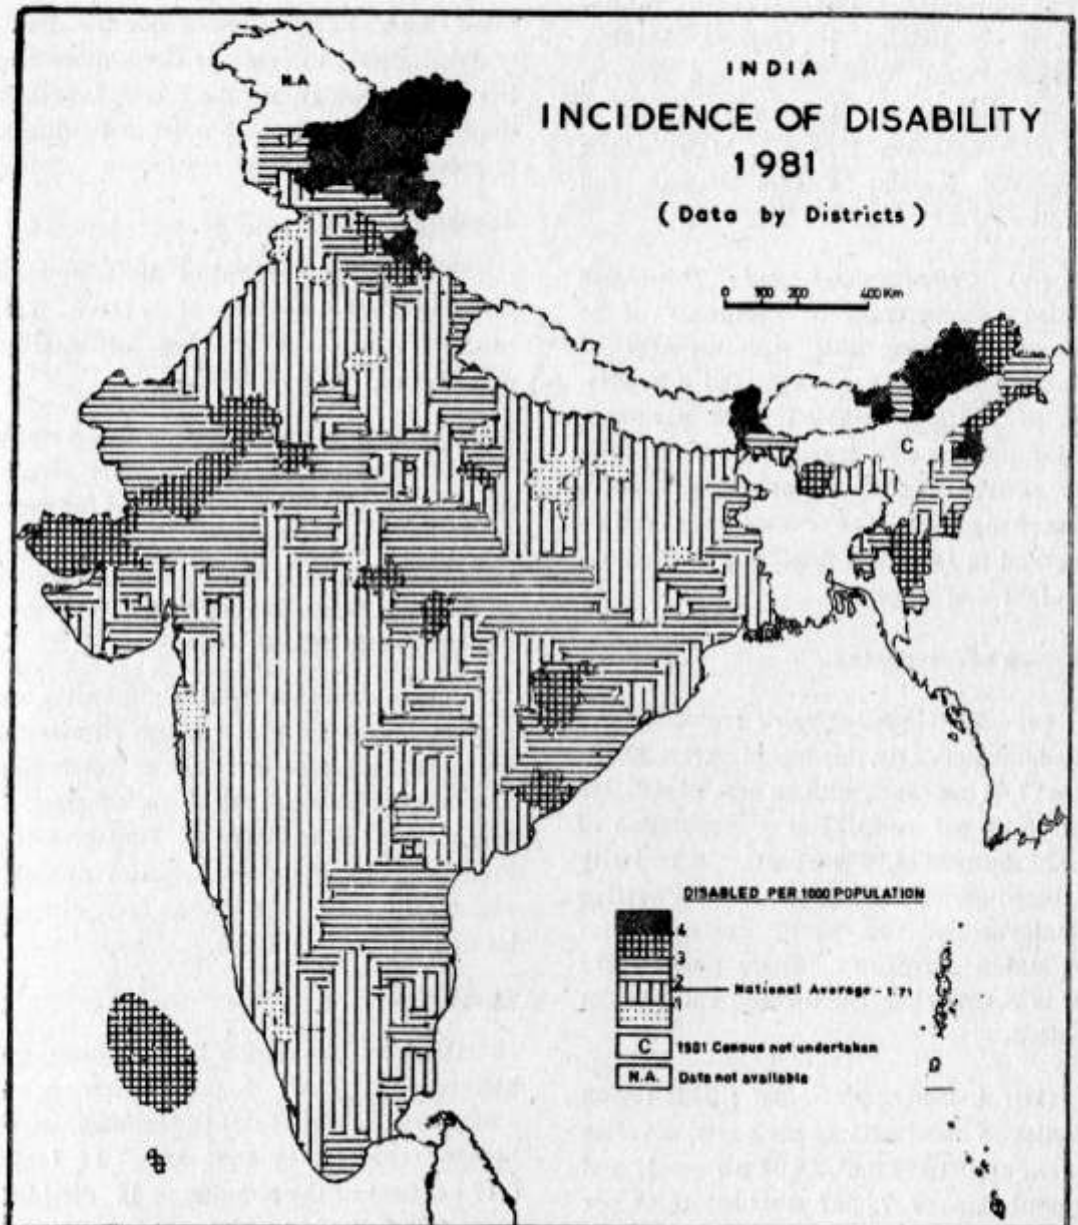 N.A
INDIA
INCIDENCE OF DISABILITY
1981
(Data by Districts)
0 100 200 400 Km
C
DISABLED PER 1000 POPULATION
4
3
2
National Average - 1.71
1
C 1981 Census not undertaken
N.A. Data not available